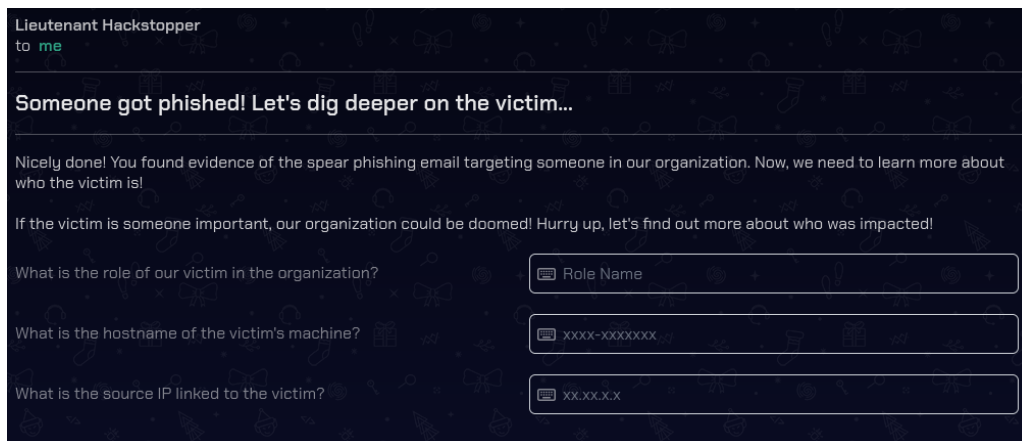 Lieutenant Hackstopper
to me
Someone got phished! Let's dig deeper on the victim...
Nicely done! You found evidence of the spear phishing email targeting someone in our organization. Now, we need to learn more about
who the victim is!
If the victim is someone important, our organization could be doomed! Hurry up, let's find out more about who was impacted!
What is the role of our victim in the organization?
Role Name
What is the hostname of the victim's machine?
xxxx-xxxxxxx
What is the source IP linked to the victim?
xx.xx.x.x